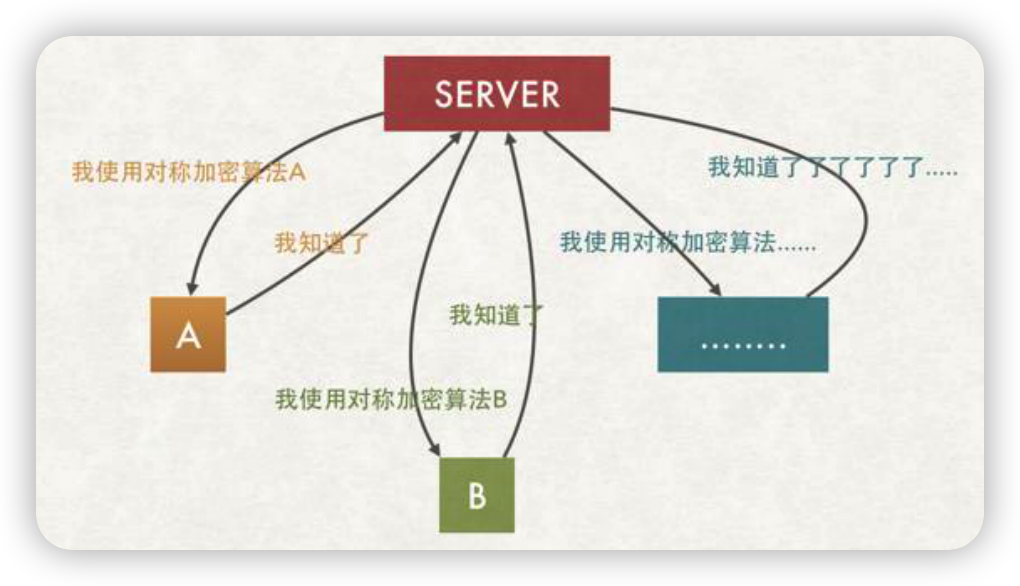 SERVER
我使用对称加密算法A
我知道了了了了了了.....
我知道了
我使用对称加密算法......
A
我知道了
........
我使用对称加密算法B
B